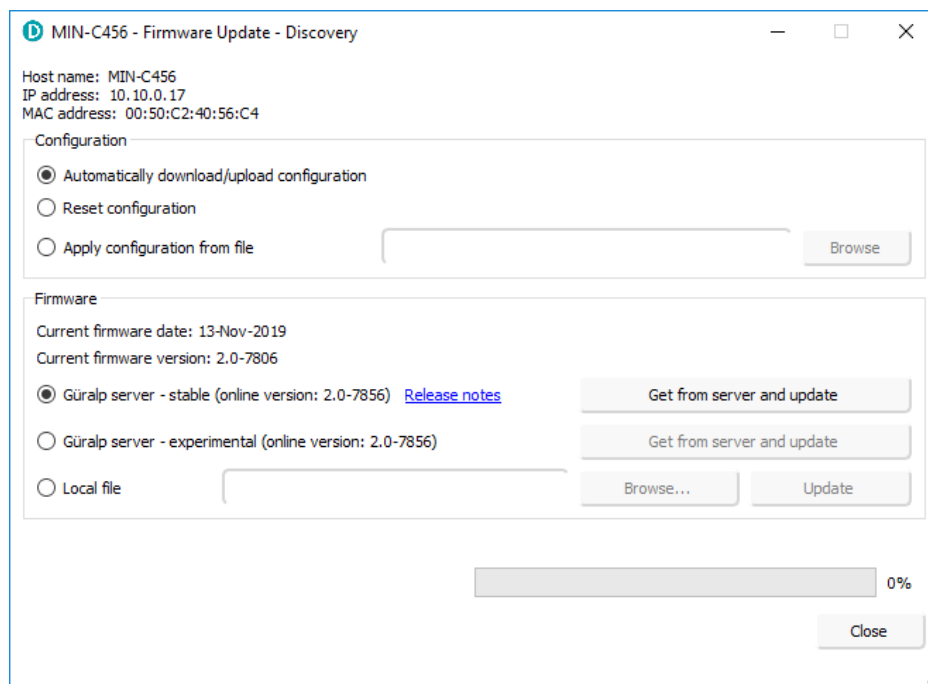 D MIN-C456 - Firmware Update - Discovery
Host name: MIN-C456
IP address: 10.10.0.17
MAC address: 00:50:C2:40:56:C4
Configuration
Automatically download/upload configuration
Reset configuration
Apply configuration from file Browse
Firmware
Current firmware date: 13-Nov-2019
Current firmware version: 2.0-7806
Güralp server - stable (online version: 2.0-7856) Release notes Get from server and update
Güralp server - experimental (online version: 2.0-7856) Get from server and update
Local file Browse... Update
0%
Close